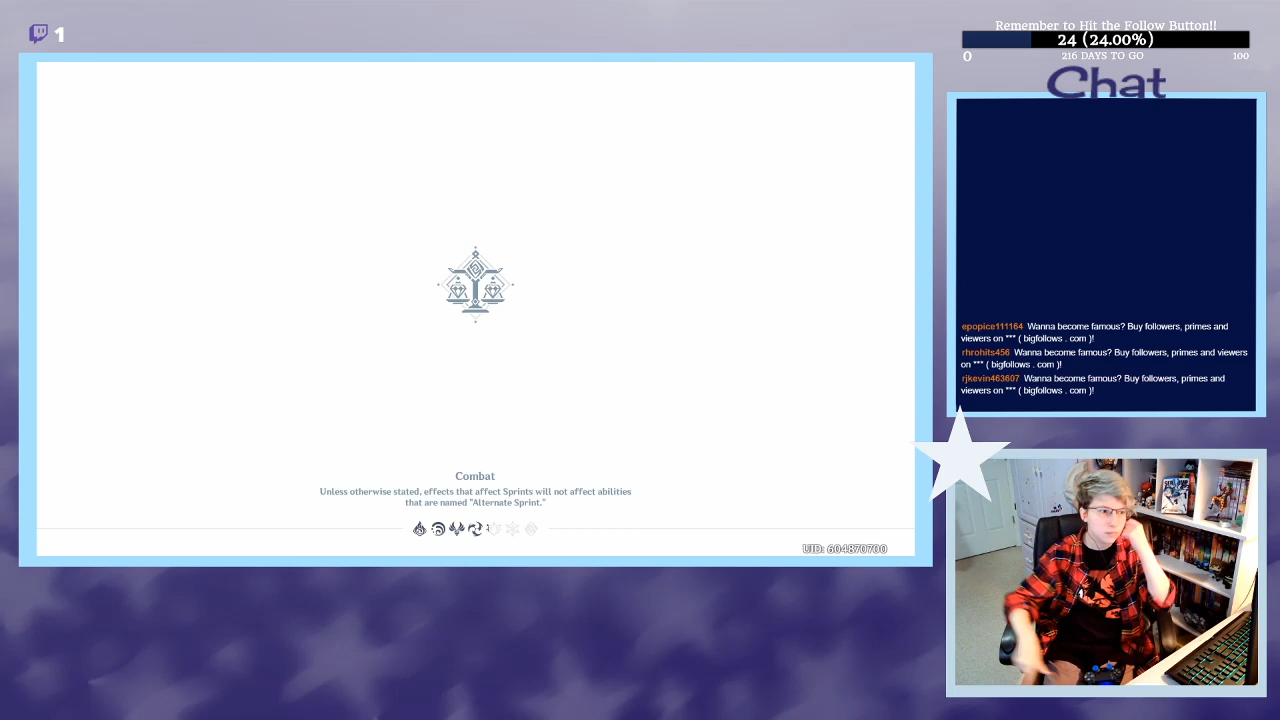 1
Remember to Hit the Follow Button!!
24 (24.00%)
0
216 DAYS TO GO
100
Chat
epopice111164 Wanna become famous? Buy followers, primes and
viewers on *** ( bigfollows . com )!
rhrohits456 Wanna become famous? Buy followers, primes and viewers
on *** ( bigfollows . com )!
rjkevin463607 Wanna become famous? Buy followers, primes and
viewers on *** ( bigfollows . com )!
Combat
Unless otherwise stated, effects that affect Sprints will not affect abilities
that are named "Alternate Sprint."
UID: 604870700